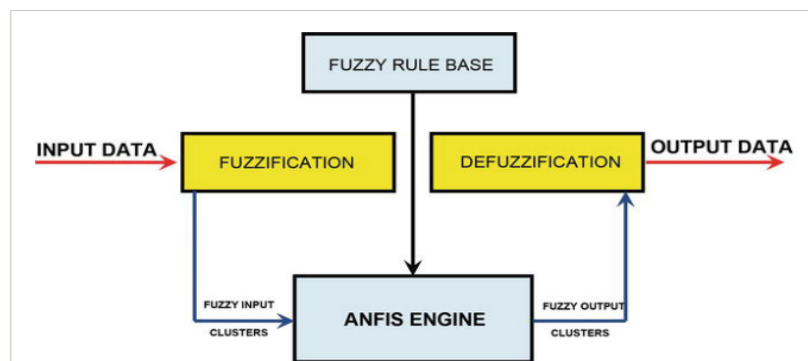 FUZZY RULE BASE
INPUT DATA
FUZZIFICATION
DEFUZZIFICATION
OUTPUT DATA
FUZZY INPUT
CLUSTERS
ANFIS ENGINE
FUZZY OUTPUT
CLUSTERS